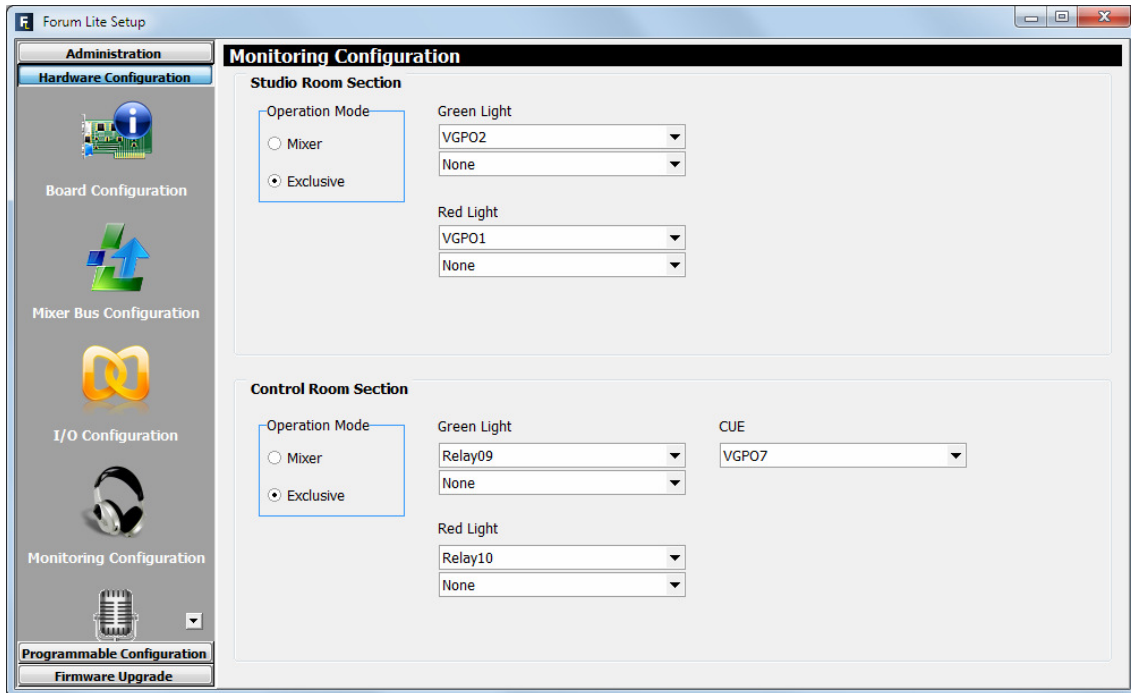 Forum Lite Setup
Administration
Hardware Configuration
Board Configuration
Mixer Bus Configuration
I/O Configuration
Monitoring Configuration
Programmable Configuration
Firmware Upgrade
Monitoring Configuration
Studio Room Section
Operation Mode
Mixer
Exclusive
Green Light
VGPO2
None
Red Light
VGPO1
None
Control Room Section
Operation Mode
Mixer
Exclusive
Green Light
Relay09
None
CUE
VGPO7
Red Light
Relay10
None